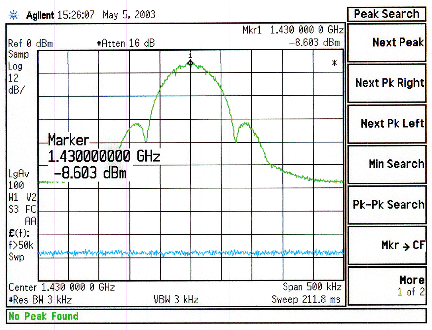 Agilent 15:26:07 May 5, 2003
Mkr1 1.430 000 0 GHz
Ref 0 dBm
*Atten 16 dB
-8.603 dBm
Samp
Log
12
dB/
1
*
Marker
1.430000000 GHz
-8.603 dBm
LgAv
100
W1 V2
S3 FC
AA
£(f):
f>50k
Swp
Center 1.430 000 0 GHz
Span 500 kHz
*Res BW 3 kHz
VBW 3 kHz
Sweep 211.8 ms
No Peak Found
Peak Search
Next Peak
Next Pk Right
Next Pk Left
Min Search
Pk-Pk Search
Mkr → CF
More
1 of 2